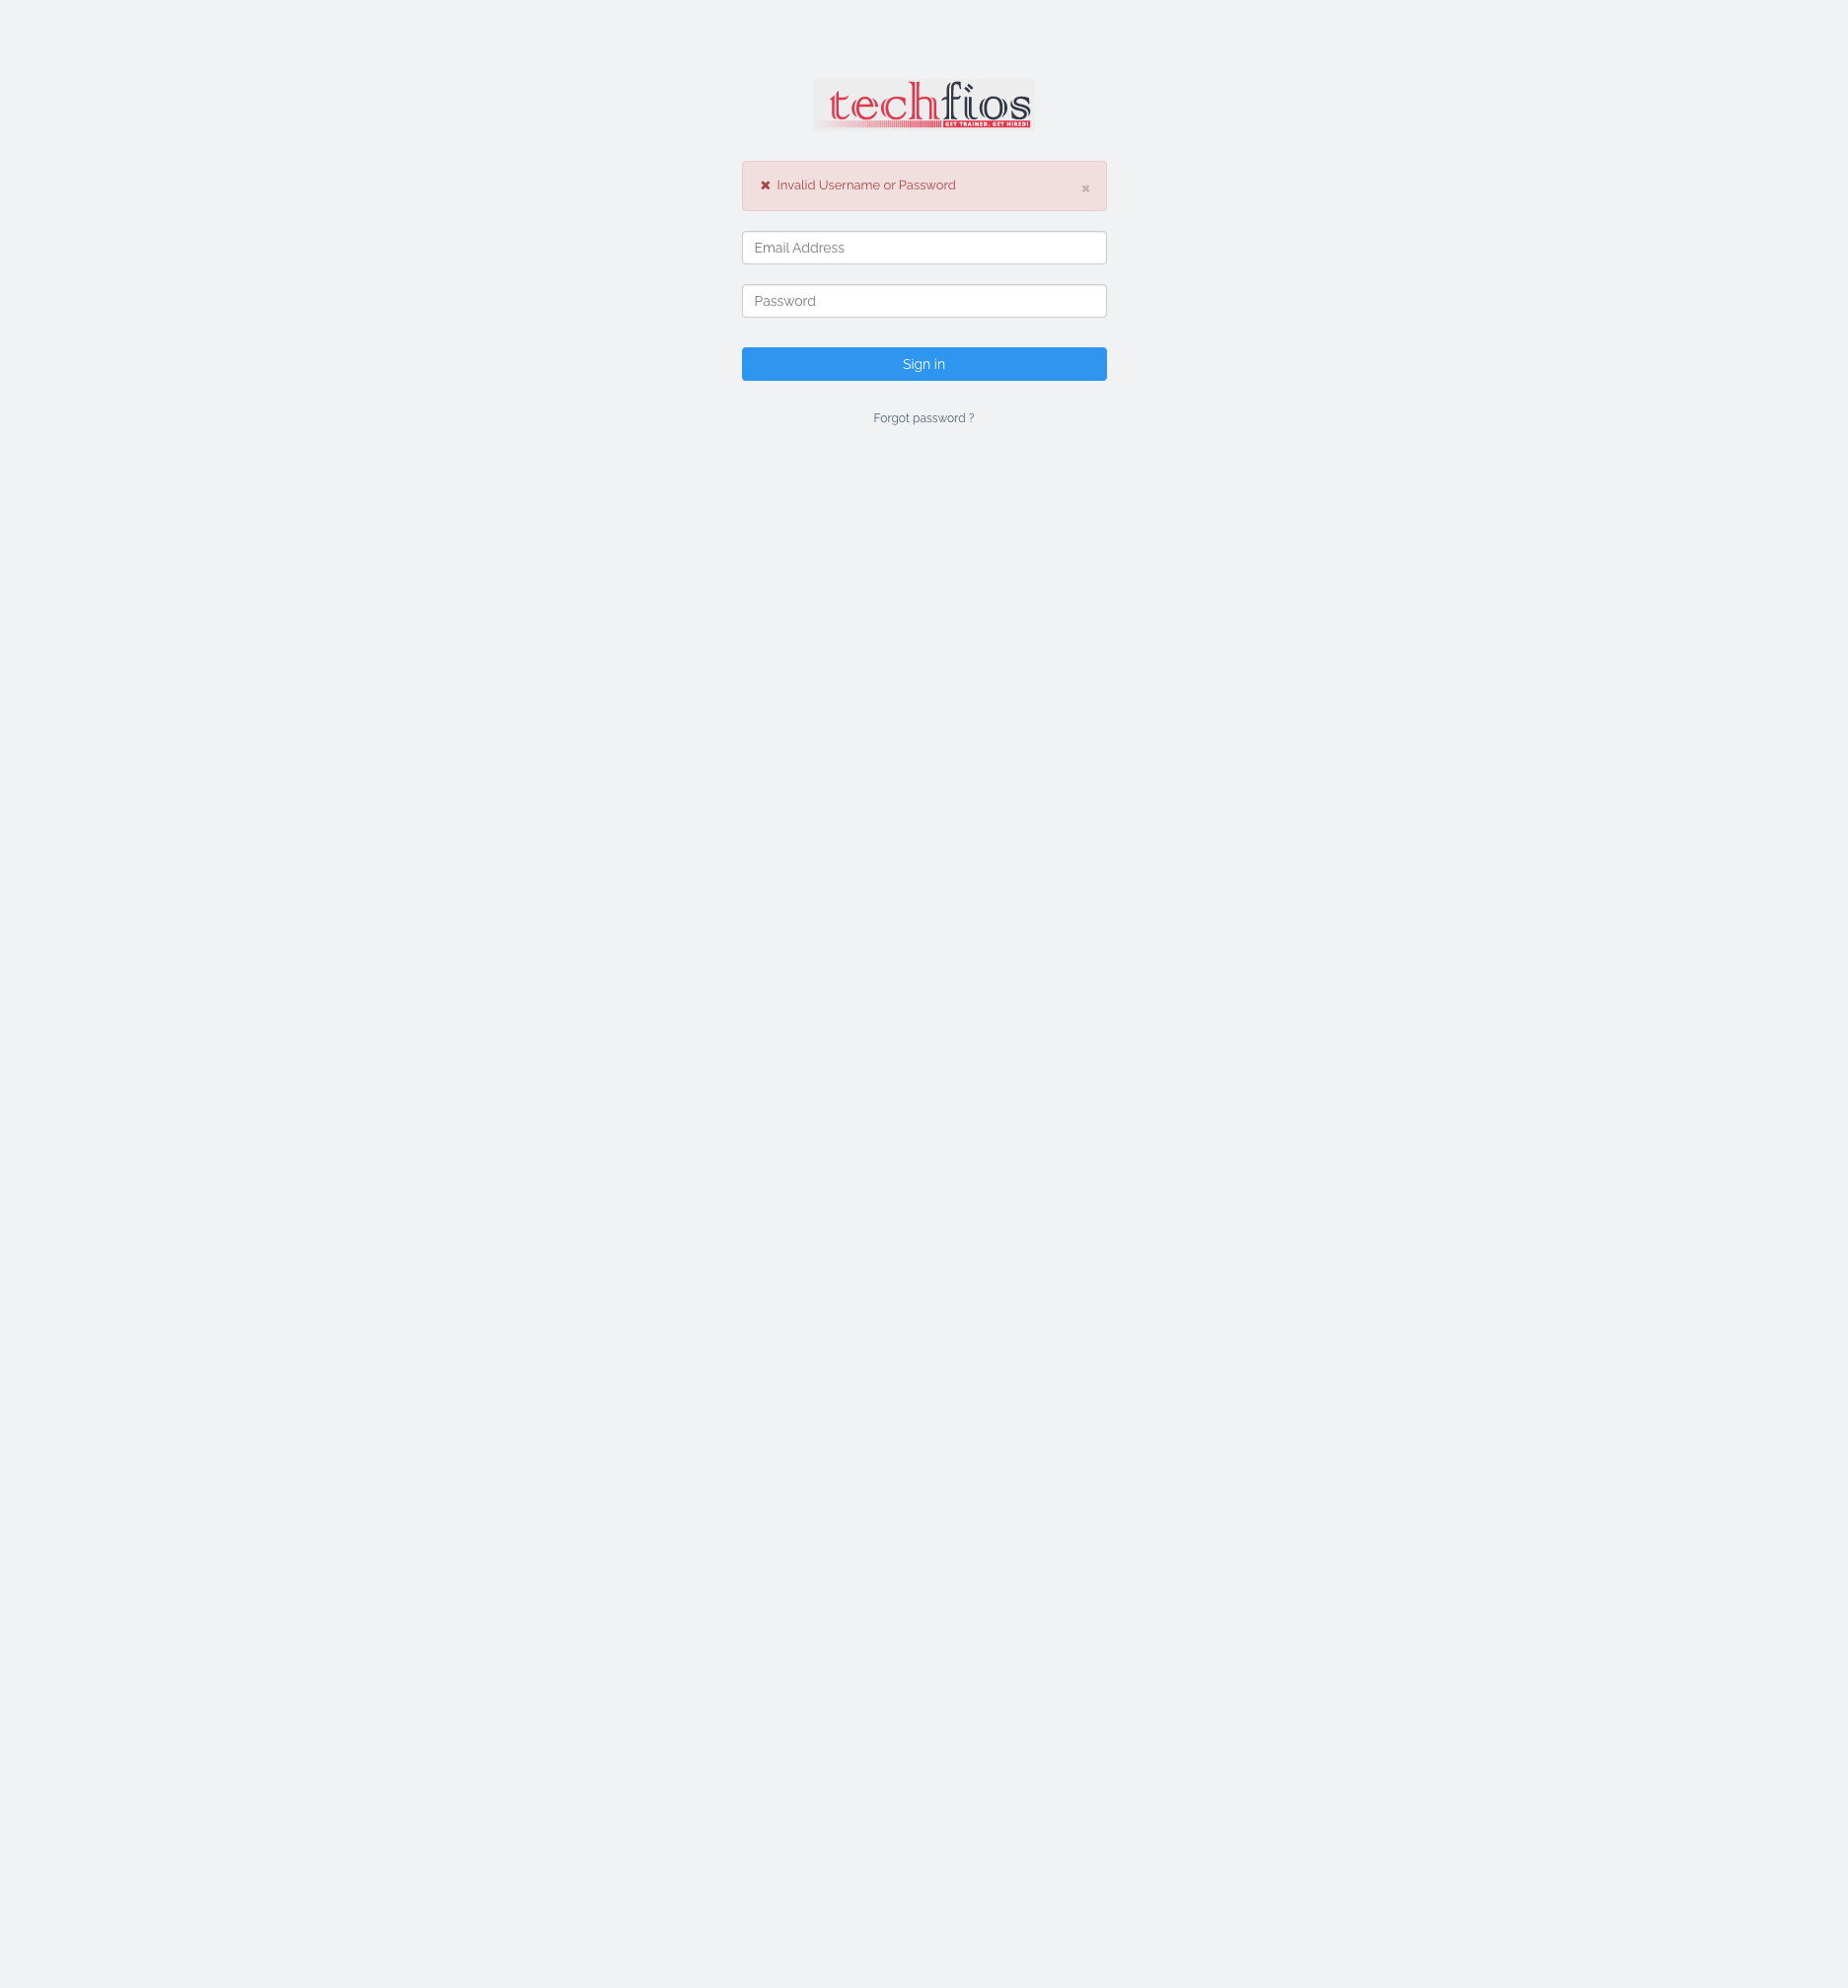 techfios
GET TRAINED. GET HIRED!
Invalid Username or Password
Email Address
Password
Sign in
Forgot password ?